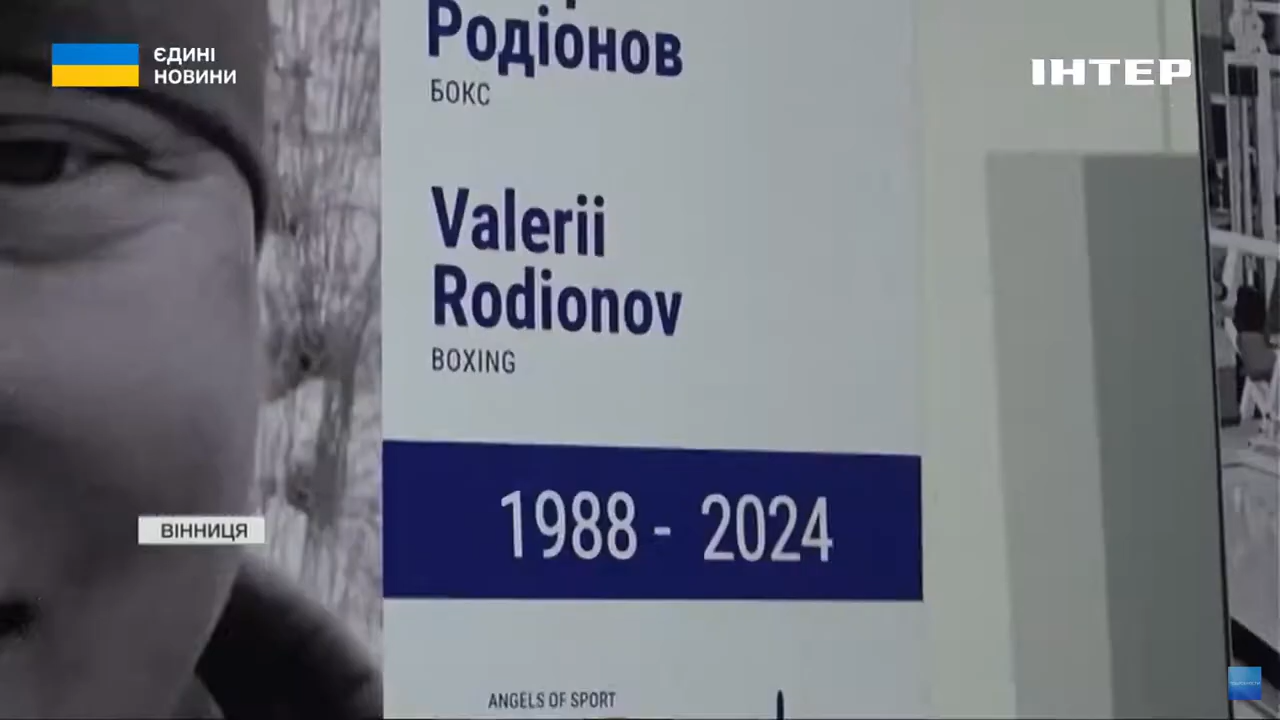 ЄДИНІ
НОВИНИ
ІНТЕР
Родіонов
БОКС
Valerii
Rodionov
BOXING
1988 - 2024
ВІННИЦЯ
ANGELS OF SPORT